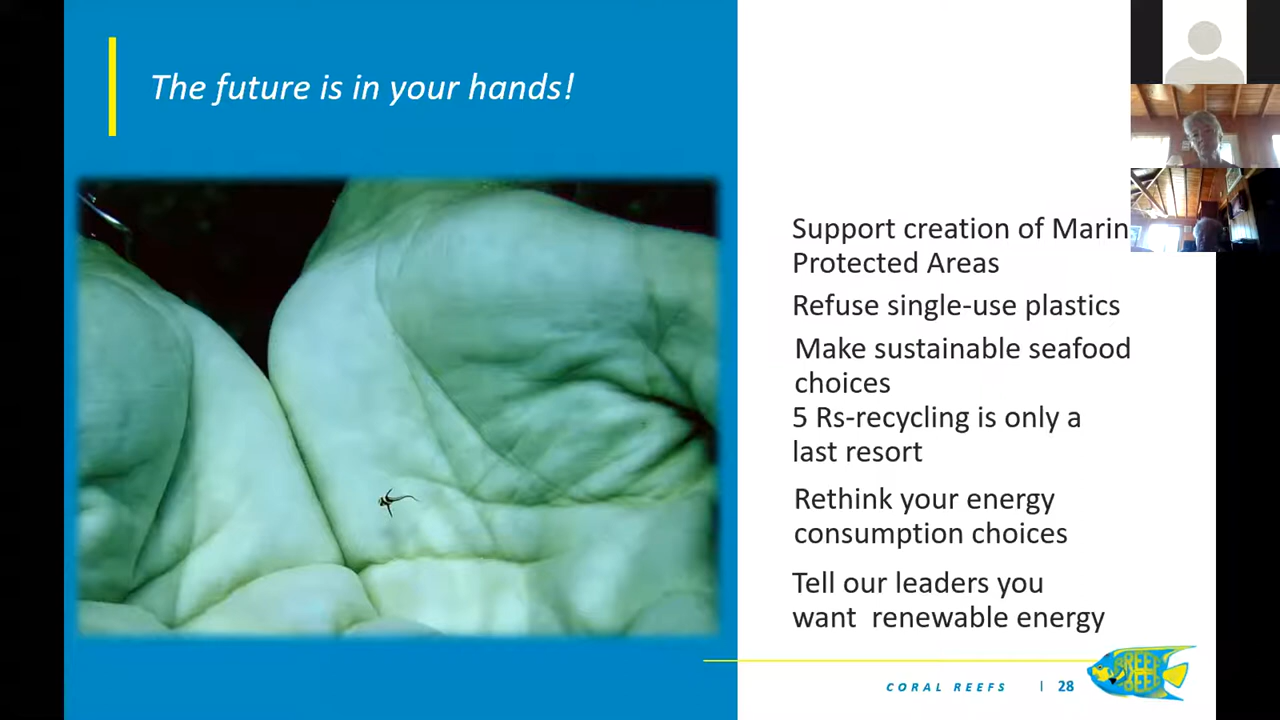 The future is in your hands!
Support creation of Marin
Protected Areas
Refuse single-use plastics
Make sustainable seafood
choices
5 Rs-recycling is only a
last resort
Rethink your energy
consumption choices
Tell our leaders you
want  renewable energy
CORAL REEFS | 28
REEF
RELIEF